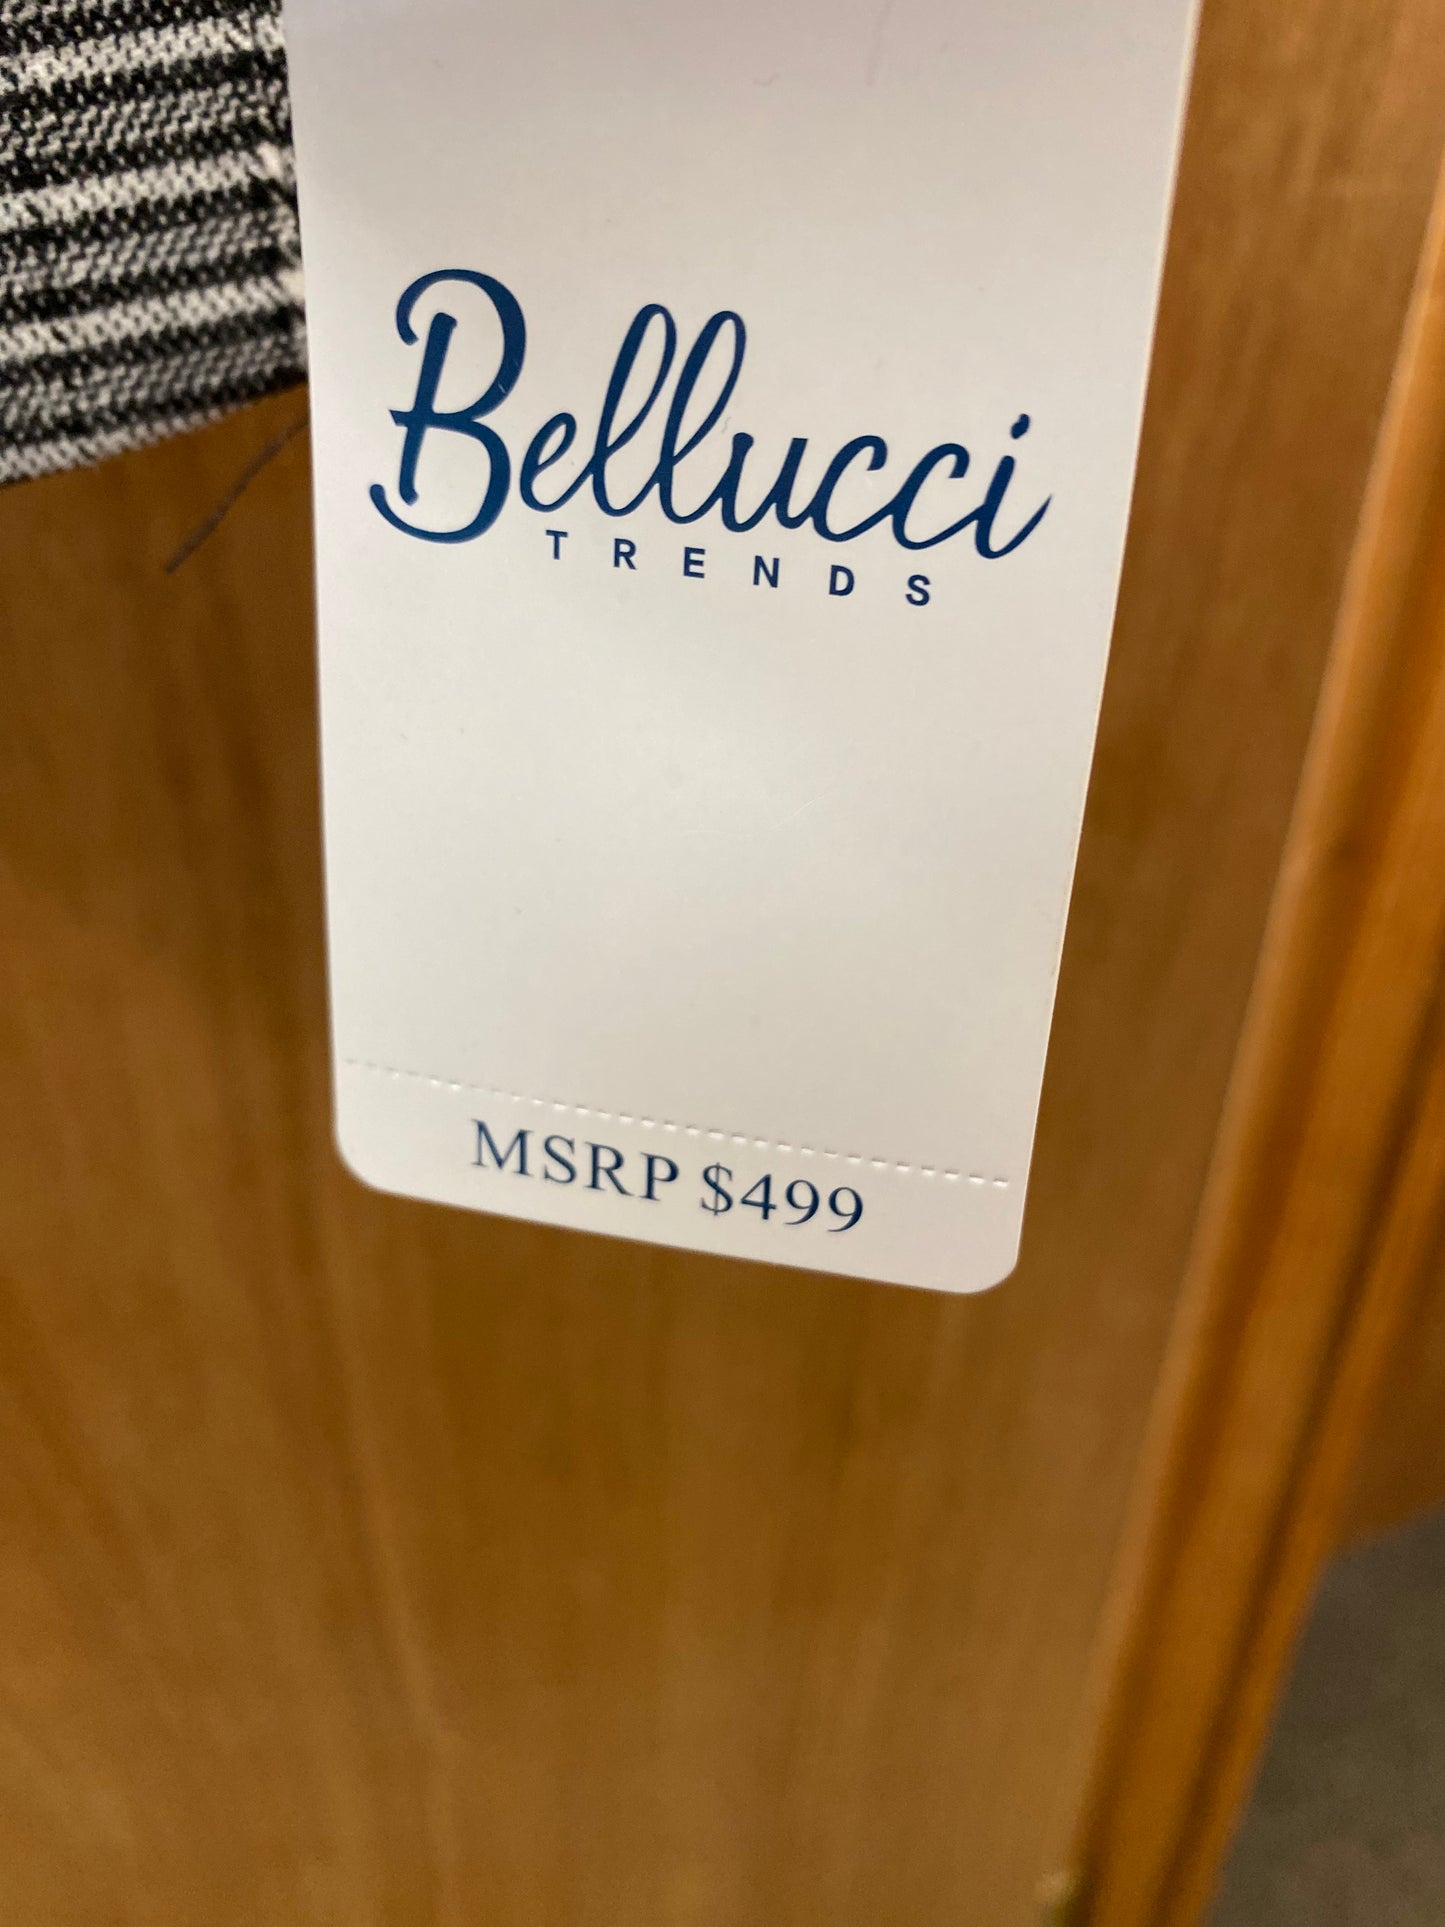 Bellucci
TRENDS
MSRP $499